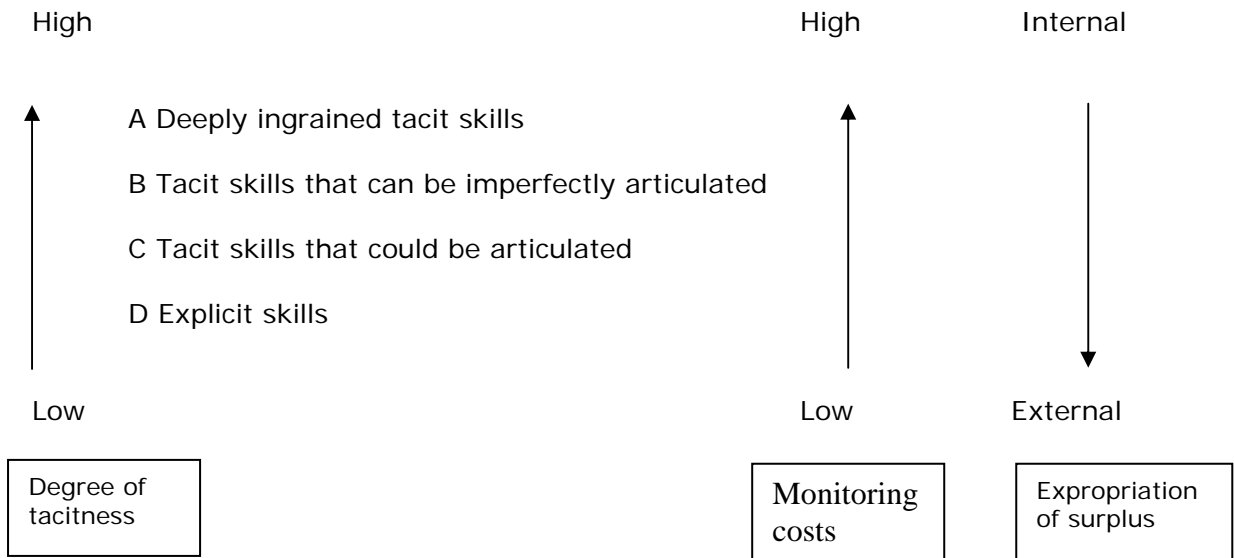 High High Internal
A Deeply ingrained tacit skills
B Tacit skills that can be imperfectly articulated
C Tacit skills that could be articulated
D Explicit skills
Low Low External
Degree of
tacitness
Monitoring
costs
Expropriation
of surplus